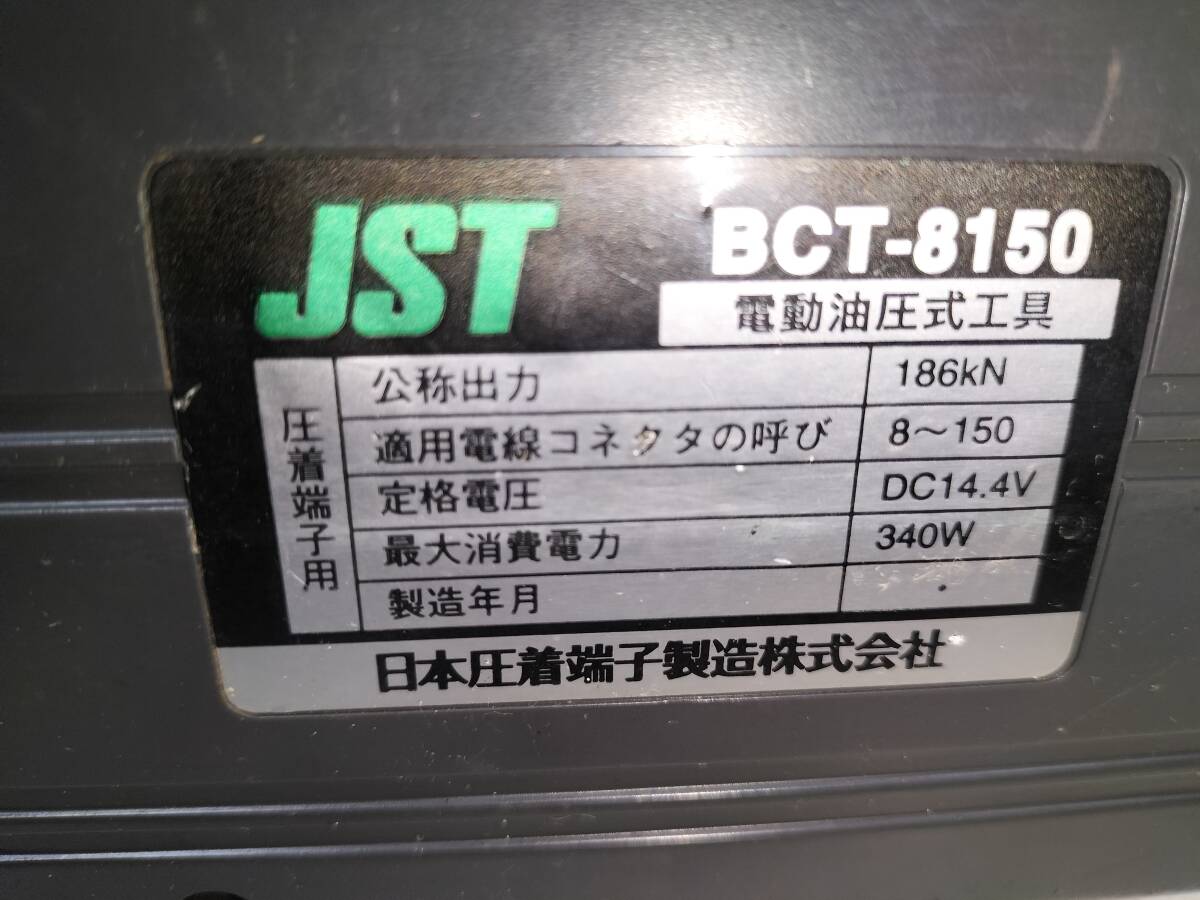 JST
BCT-8150
電動油圧式工具
圧着端子用
公称出力 186kN
適用電線コネクタタの呼び 8～150
定格電圧 DC14.4V
最大消費電力 340W
製造年月 ・
日本圧着端子製造株式会社